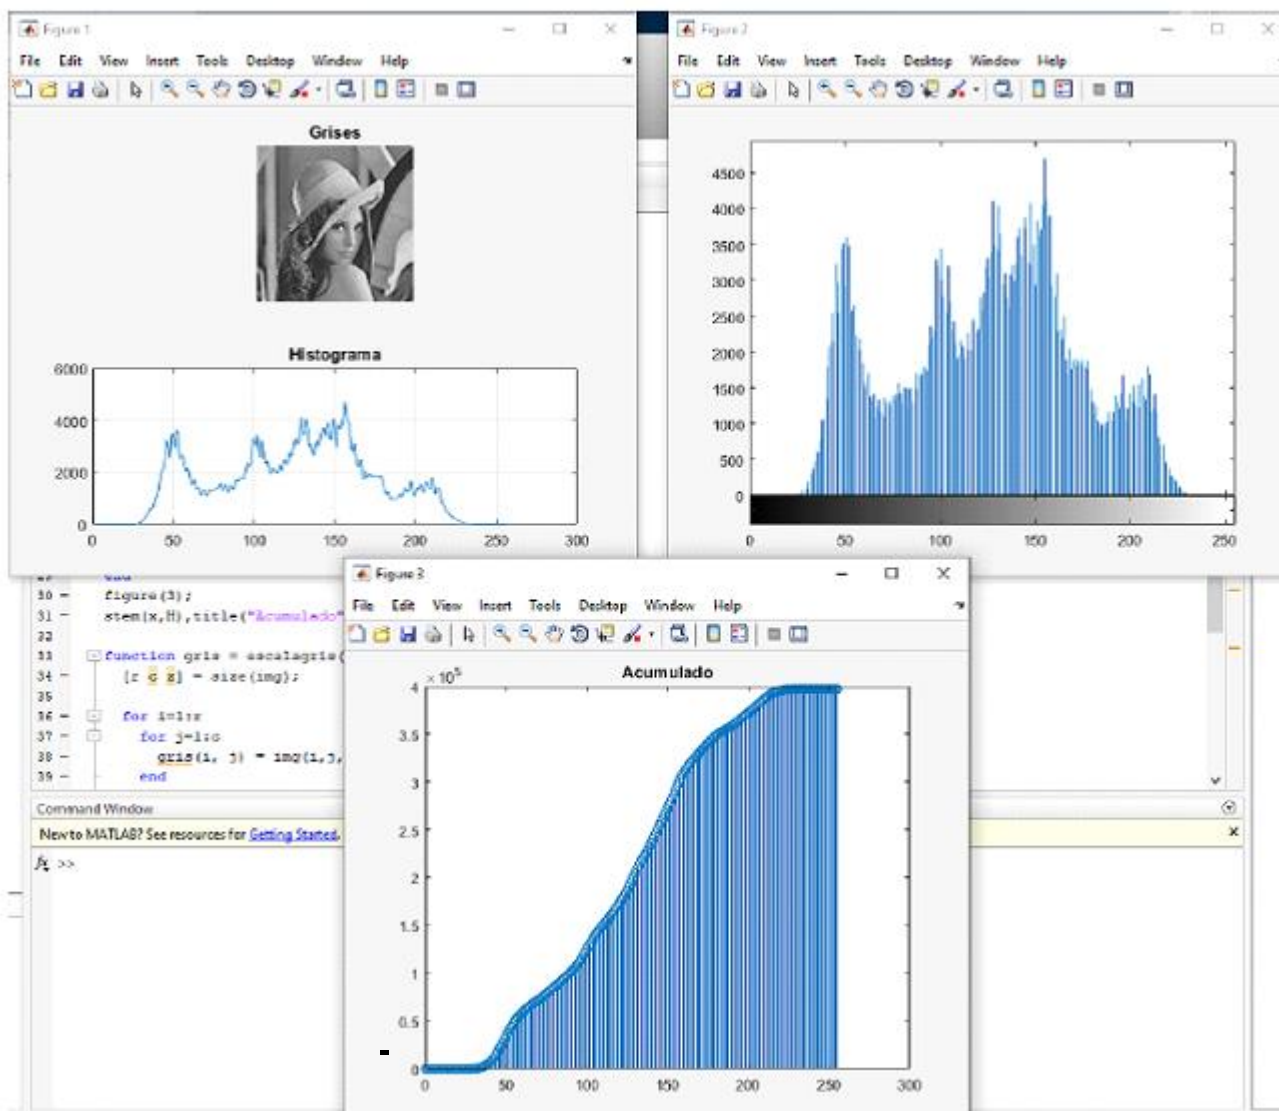 Figure 1
File Edit View Insert Tools Desktop Window Help
Grises
Histograma
6000
4000
2000
0
0 50 100 150 200 250 300
Figure 2
File Edit View Insert Tools Desktop Window Help
4500
4000
3500
3000
2500
2000
1500
1000
500
0
0 50 100 150 200 250
30 - figure(3);
31 - stem(x,H),title("Acumulado"
32
33 function gris = escalagris(
34 - [r c z] = size(img);
35
36 - for i=1:r
37 - for j=1:c
38 - gris(i, j) = img(i,j,
39 - end
Command Window
New to MATLAB? See resources for Getting Started.
fx >>
Figure 3
File Edit View Insert Tools Desktop Window Help
Acumulado
× 10^5
4
3.5
3
2.5
2
1.5
1
0.5
0
0 50 100 150 200 250 300